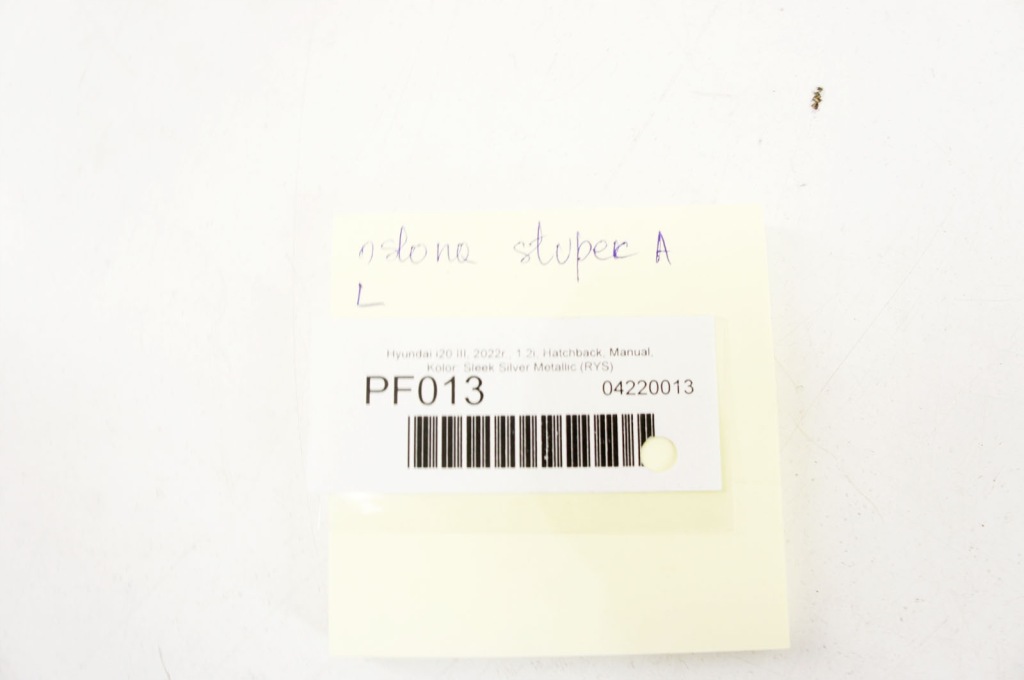 osłona słupek A
L
Hyundai i20 III, 2022r., 1.2i, Hatchback, Manual,
Kolor: Sleek Silver Metallic (RYS)
PF013 04220013